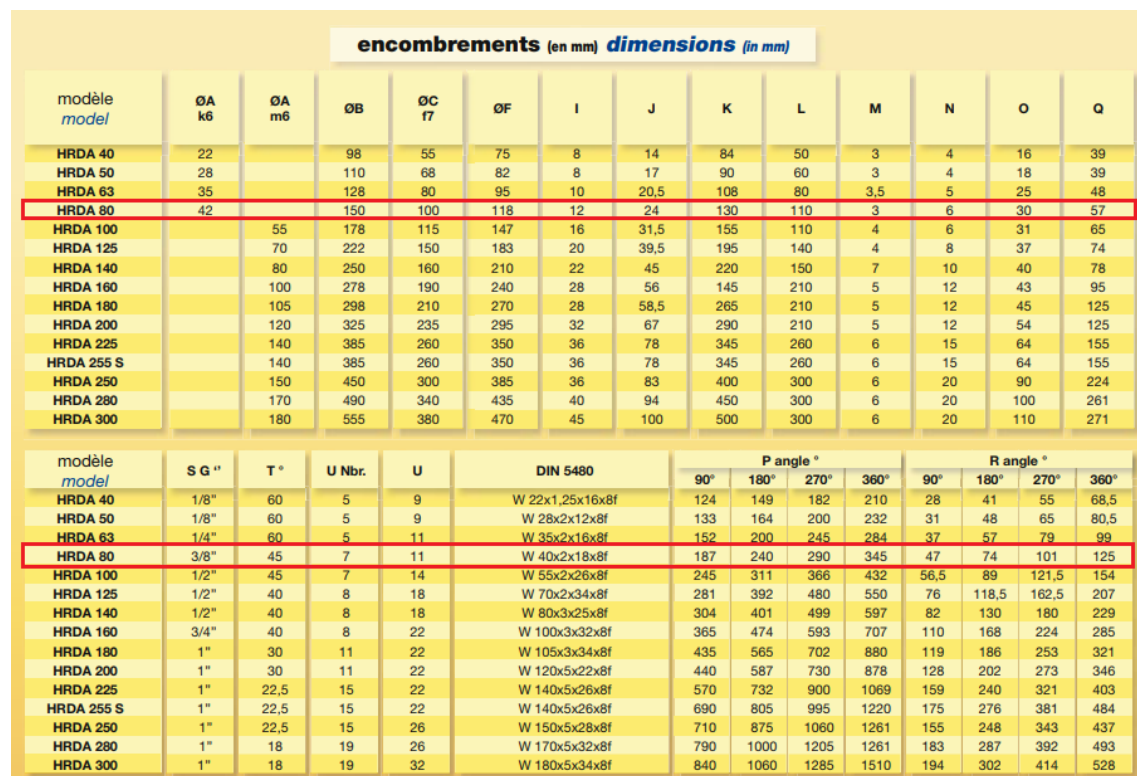 encombrements (en mm) dimensions (in mm)
modèle model ØA k6 ØA m6 ØB ØC f7 ØF I J K L M N O Q
HRDA 40 22 98 55 75 8 14 84 50 3 4 16 39
HRDA 50 28 110 68 82 8 17 90 60 3 4 18 39
HRDA 63 35 128 80 95 10 20,5 108 80 3,5 5 25 48
HRDA 80 42 150 100 118 12 24 130 110 3 6 30 57
HRDA 100 55 178 115 147 16 31,5 155 110 4 6 31 65
HRDA 125 70 222 150 183 20 39,5 195 140 4 8 37 74
HRDA 140 80 250 160 210 22 45 220 150 7 10 40 78
HRDA 160 100 278 190 240 28 56 145 210 5 12 43 95
HRDA 180 105 298 210 270 28 58,5 265 210 5 12 45 125
HRDA 200 120 325 235 295 32 67 290 210 5 12 54 125
HRDA 225 140 385 260 350 36 78 345 260 6 15 64 155
HRDA 255 S 140 385 260 350 36 78 345 260 6 15 64 155
HRDA 250 150 450 300 385 36 83 400 300 6 20 90 224
HRDA 280 170 490 340 435 40 94 450 300 6 20 100 261
HRDA 300 180 555 380 470 45 100 500 300 6 20 110 271
modèle model S G " T ° U Nbr. U DIN 5480 P angle ° R angle °
90° 180° 270° 360° 90° 180° 270° 360°
HRDA 40 1/8" 60 5 9 W 22x1,25x16x8f 124 149 182 210 28 41 55 68,5
HRDA 50 1/8" 60 5 9 W 28x2x12x8f 133 164 200 232 31 48 65 80,5
HRDA 63 1/4" 60 5 11 W 35x2x16x8f 152 200 245 284 37 57 79 99
HRDA 80 3/8" 45 7 11 W 40x2x18x8f 187 240 290 345 47 74 101 125
HRDA 100 1/2" 45 7 14 W 55x2x26x8f 245 311 366 432 56,5 89 121,5 154
HRDA 125 1/2" 40 8 18 W 70x2x34x8f 281 392 480 550 76 118,5 162,5 207
HRDA 140 1/2" 40 8 18 W 80x3x25x8f 304 401 499 597 82 130 180 229
HRDA 160 3/4" 40 8 22 W 100x3x32x8f 365 474 593 707 110 168 224 285
HRDA 180 1" 30 11 22 W 105x3x34x8f 435 565 702 880 119 186 253 321
HRDA 200 1" 30 11 22 W 120x5x22x8f 440 587 730 878 128 202 273 346
HRDA 225 1" 22,5 15 22 W 140x5x26x8f 570 732 900 1069 159 240 321 403
HRDA 255 S 1" 22,5 15 22 W 140x5x26x8f 690 805 995 1220 175 276 381 484
HRDA 250 1" 22,5 15 26 W 150x5x28x8f 710 875 1060 1261 155 248 343 437
HRDA 280 1" 18 19 26 W 170x5x32x8f 790 1000 1205 1261 183 287 392 493
HRDA 300 1" 18 19 32 W 180x5x34x8f 840 1060 1285 1510 194 302 414 528